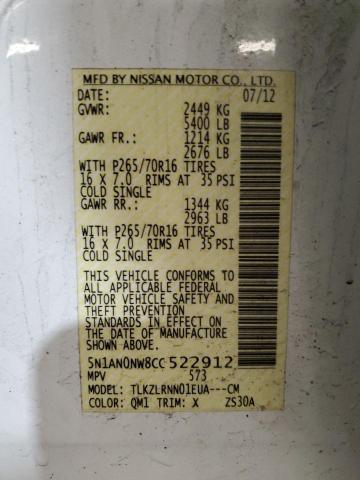 MFD BY NISSAN MOTOR CO., LTD.
DATE: 07/12
GVWR: 2449 KG
5400 LB
GAWR FR.: 1214 KG
2676 LB
WITH P265/70R16 TIRES
16 X 7.0 RIMS AT 35 PSI
COLD SINGLE
GAWR RR.: 1344 KG
2963 LB
WITH P265/70R16 TIRES
16 X 7.0 RIMS AT 35 PSI
COLD SINGLE
THIS VEHICLE CONFORMS TO
ALL APPLICABLE FEDERAL
MOTOR VEHICLE SAFETY AND
THEFT PREVENTION
STANDARDS IN EFFECT ON
THE DATE OF MANUFACTURE
SHOWN ABOVE.
5N1AN0NW8CC522912
MPV 573
MODEL: TLKZLRNNO1EUA---CM
COLOR: QM1 TRIM: X ZS30A